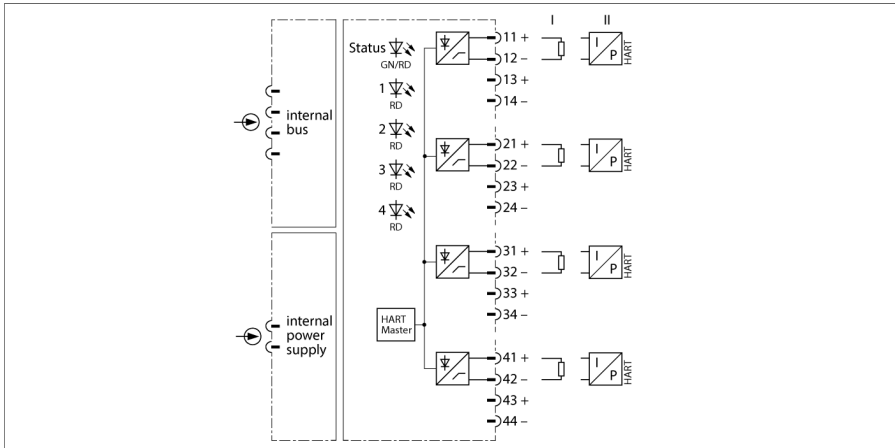 I II
Status
GN/RD
1
RD
2
RD
3
RD
4
RD
internal
bus
internal
power
supply
HART
Master
11 +
12 –
13 +
14 –
I
P
HART
21 +
22 –
23 +
24 –
I
P
HART
31 +
32 –
33 +
34 –
I
P
HART
41 +
42 –
43 +
44 –
I
P
HART